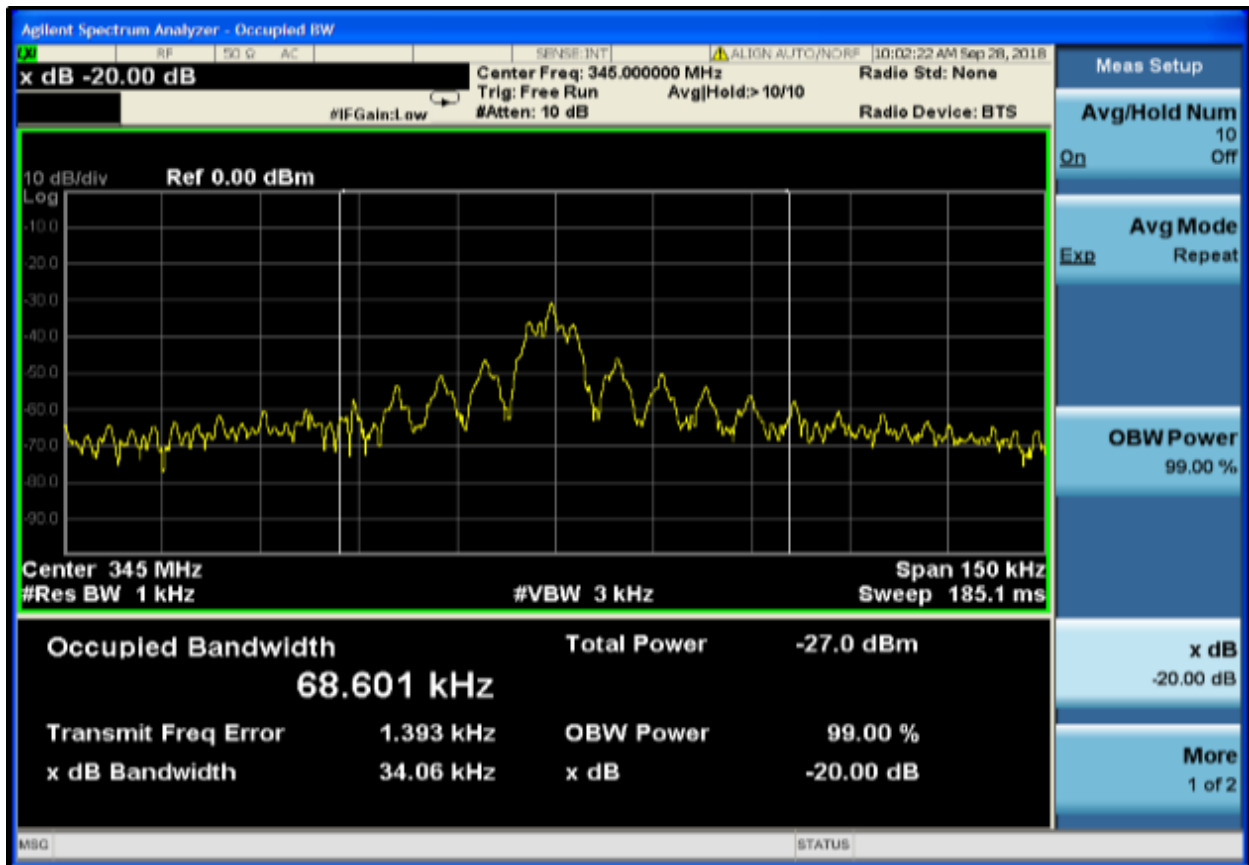 Agilent Spectrum Analyzer - Occupied BW
LXI RF 50 Ω AC SENSE:INT ALIGN AUTO/NORF 10:02:22 AM Sep 28, 2018
x dB -20.00 dB
Center Freq: 345.000000 MHz Radio Std: None
Trig: Free Run Avg|Hold:> 10/10
#IFGain:Low #Atten: 10 dB Radio Device: BTS
10 dB/div Ref 0.00 dBm
Log
-10.0
-20.0
-30.0
-40.0
-50.0
-60.0
-70.0
-80.0
-90.0
Center 345 MHz Span 150 kHz
#Res BW 1 kHz #VBW 3 kHz Sweep 185.1 ms
Occupied Bandwidth Total Power -27.0 dBm
68.601 kHz
Transmit Freq Error 1.393 kHz OBW Power 99.00 %
x dB Bandwidth 34.06 kHz x dB -20.00 dB
MSG STATUS
Meas Setup
Avg/Hold Num
10
On Off
Avg Mode
Exp Repeat
OBW Power
99.00 %
x dB
-20.00 dB
More
1 of 2